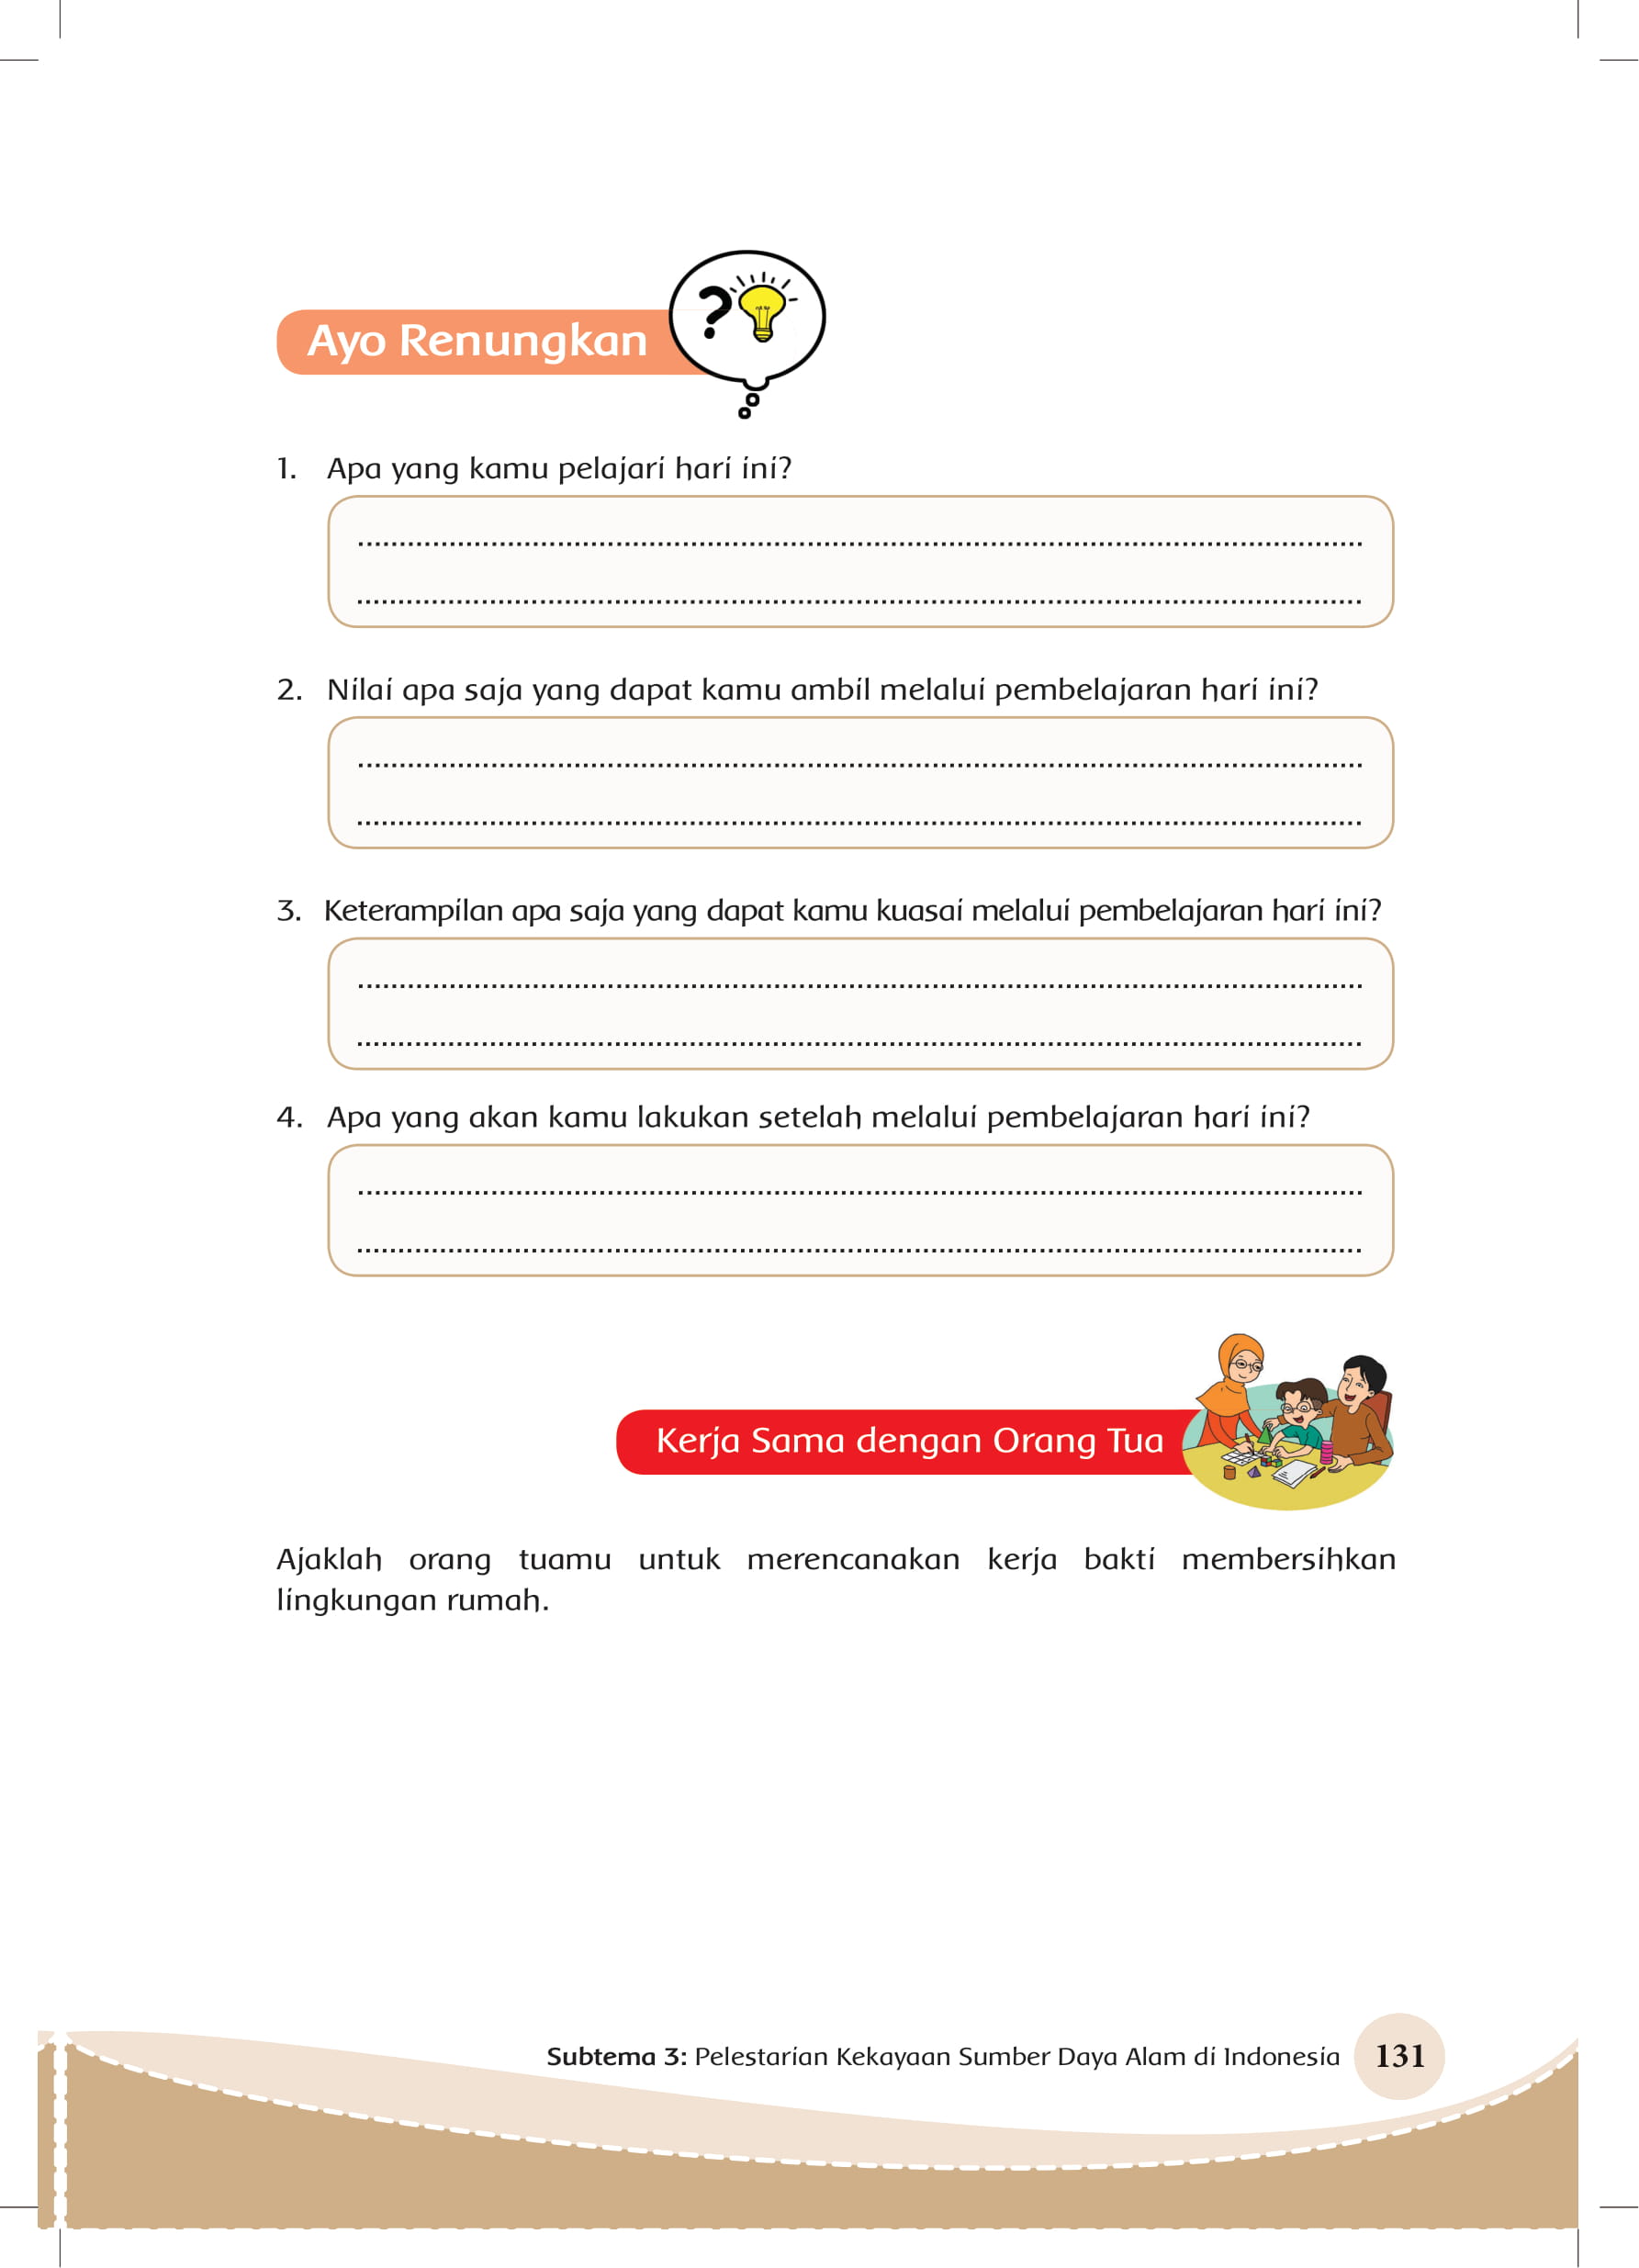 Ayo Renungkan
1. Apa yang kamu pelajari hari ini?
2. Nilai apa saja yang dapat kamu ambil melalui pembelajaran hari ini?
3. Keterampilan apa saja yang dapat kamu kuasai melalui pembelajaran hari ini?
4. Apa yang akan kamu lakukan setelah melalui pembelajaran hari ini?
Kerja Sama dengan Orang Tua
Ajaklah orang tuamu untuk merencanakan kerja bakti membersihkan
lingkungan rumah.
Subtema 3: Pelestarian Kekayaan Sumber Daya Alam di Indonesia 131